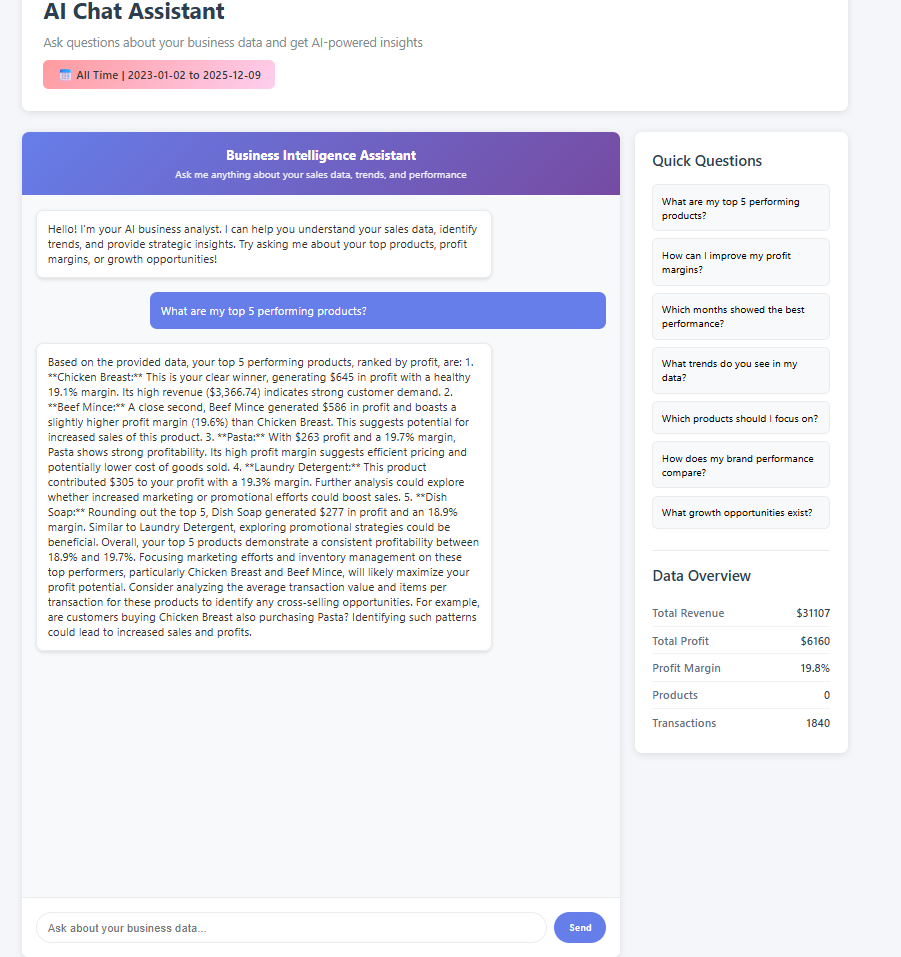 AI Chat Assistant
Ask questions about your business data and get AI-powered insights
All Time | 2023-01-02 to 2025-12-09
Business Intelligence Assistant
Ask me anything about your sales data, trends, and performance
Hello! I'm your AI business analyst. I can help you understand your sales data, identify
trends, and provide strategic insights. Try asking me about your top products, profit
margins, or growth opportunities!
What are my top 5 performing products?
Based on the provided data, your top 5 performing products, ranked by profit, are: 1.
**Chicken Breast:** This is your clear winner, generating $645 in profit with a healthy
19.1% margin. Its high revenue ($3,366.74) indicates strong customer demand. 2.
**Beef Mince:** A close second, Beef Mince generated $586 in profit and boasts a
slightly higher profit margin (19.6%) than Chicken Breast. This suggests potential for
increased sales of this product. 3. **Pasta:** With $263 profit and a 19.7% margin,
Pasta shows strong profitability. Its high profit margin suggests efficient pricing and
potentially lower cost of goods sold. 4. **Laundry Detergent:** This product
contributed $305 to your profit with a 19.3% margin. Further analysis could explore
whether increased marketing or promotional efforts could boost sales. 5. **Dish
Soap:** Rounding out the top 5, Dish Soap generated $277 in profit and an 18.9%
margin. Similar to Laundry Detergent, exploring promotional strategies could be
beneficial. Overall, your top 5 products demonstrate a consistent profitability between
18.9% and 19.7%. Focusing marketing efforts and inventory management on these
top performers, particularly Chicken Breast and Beef Mince, will likely maximize your
profit potential. Consider analyzing the average transaction value and items per
transaction for these products to identify any cross-selling opportunities. For example,
are customers buying Chicken Breast also purchasing Pasta? Identifying such patterns
could lead to increased sales and profits.
Ask about your business data...
Send
Quick Questions
What are my top 5 performing
products?
How can I improve my profit
margins?
Which months showed the best
performance?
What trends do you see in my
data?
Which products should I focus on?
How does my brand performance
compare?
What growth opportunities exist?
Data Overview
Total Revenue $31107
Total Profit $6160
Profit Margin 19.8%
Products 0
Transactions 1840